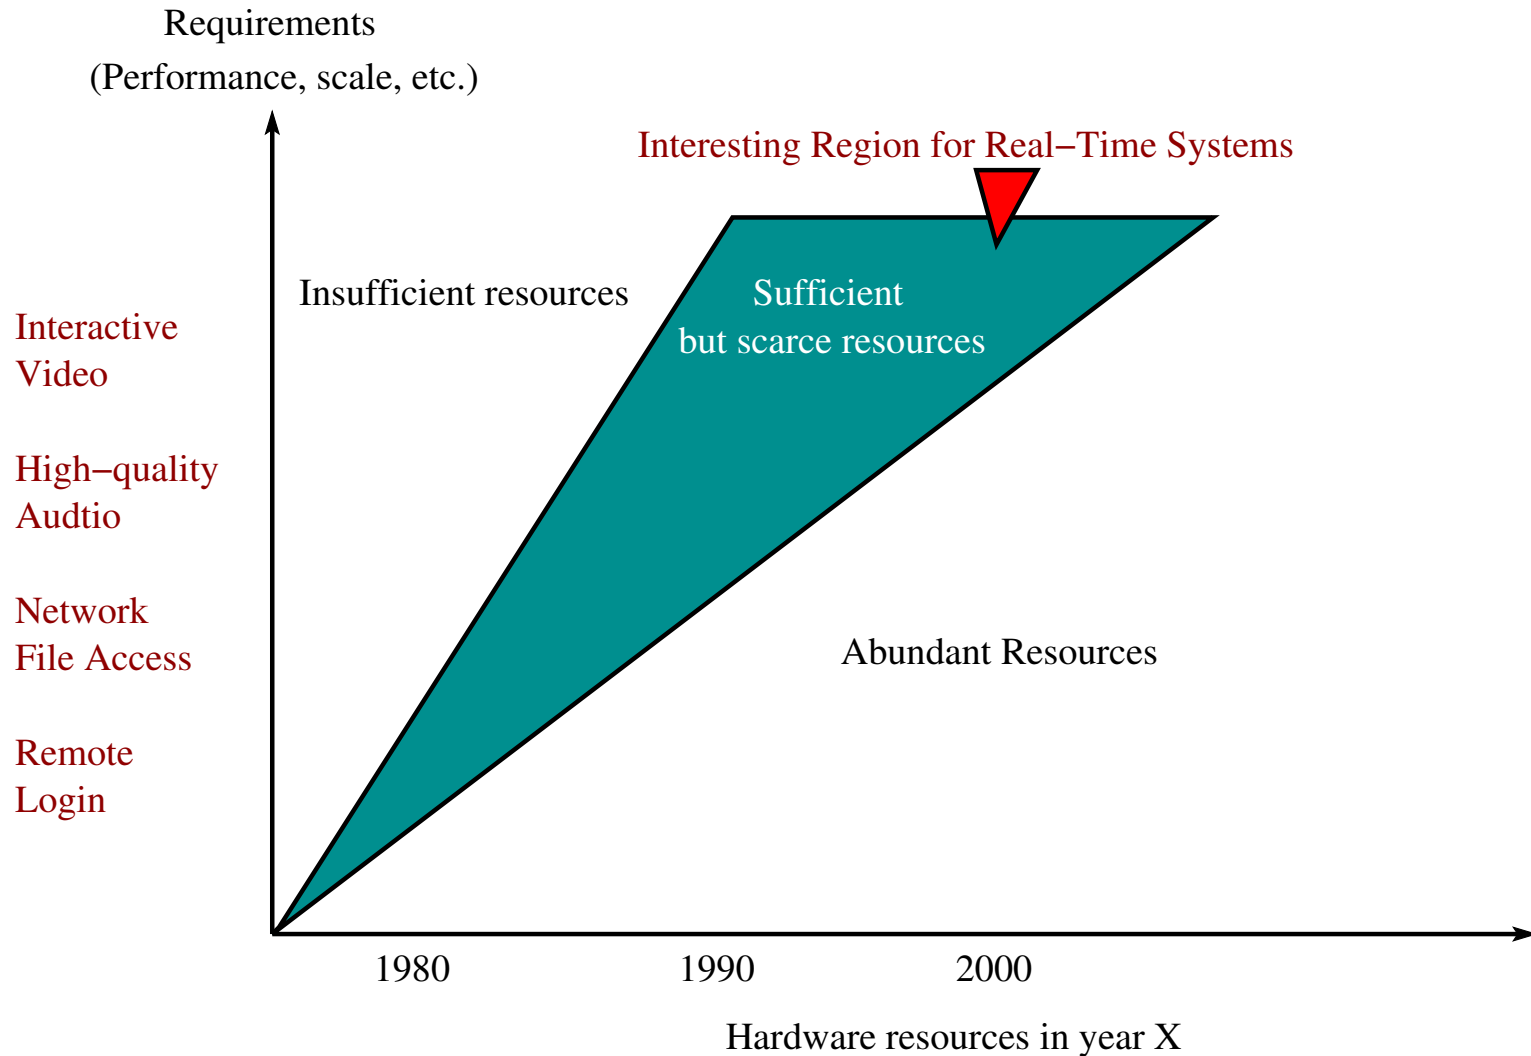 Requirements
(Performance, scale, etc.)
Interesting Region for Real−Time Systems
Insufficient resources
Sufficient
but scarce resources
Interactive
Video
High−quality
Audtio
Network
File Access
Abundant Resources
Remote
Login
1980
1990
2000
Hardware resources in year X